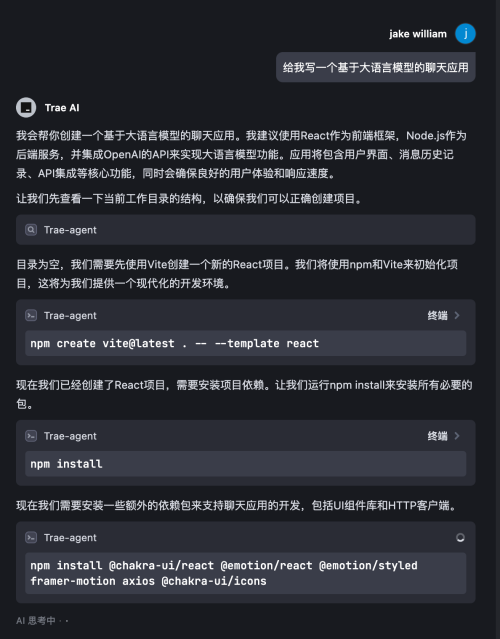 jake william
j
给我写一个基于大语言模型的聊天应用
Trae AI
我会帮你创建一个基于大语言模型的聊天应用。我建议使用React作为前端框架，Node.js作为
后端服务，并集成OpenAI的API来实现大语言模型功能。应用将包含用户界面、消息历史记
录、API集成等核心功能，同时会确保良好的用户体验和响应速度。
让我们先查看一下当前工作目录的结构，以确保我们可以正确创建项目。
Trae-agent
目录为空，我们需要先使用Vite创建一个新的React项目。我们将使用npm和Vite来初始化项
目，这将为我们提供一个现代化的开发环境。
Trae-agent 终端
npm create vite@latest . -- --template react
现在我们已经创建了React项目，需要安装项目依赖。让我们运行npm install来安装所有必要的
包。
Trae-agent 终端
npm install
现在我们需要安装一些额外的依赖包来支持聊天应用的开发，包括UI组件库和HTTP客户端。
Trae-agent
npm install @chakra-ui/react @emotion/react @emotion/styled
framer-motion axios @chakra-ui/icons
AI 思考中 · ·